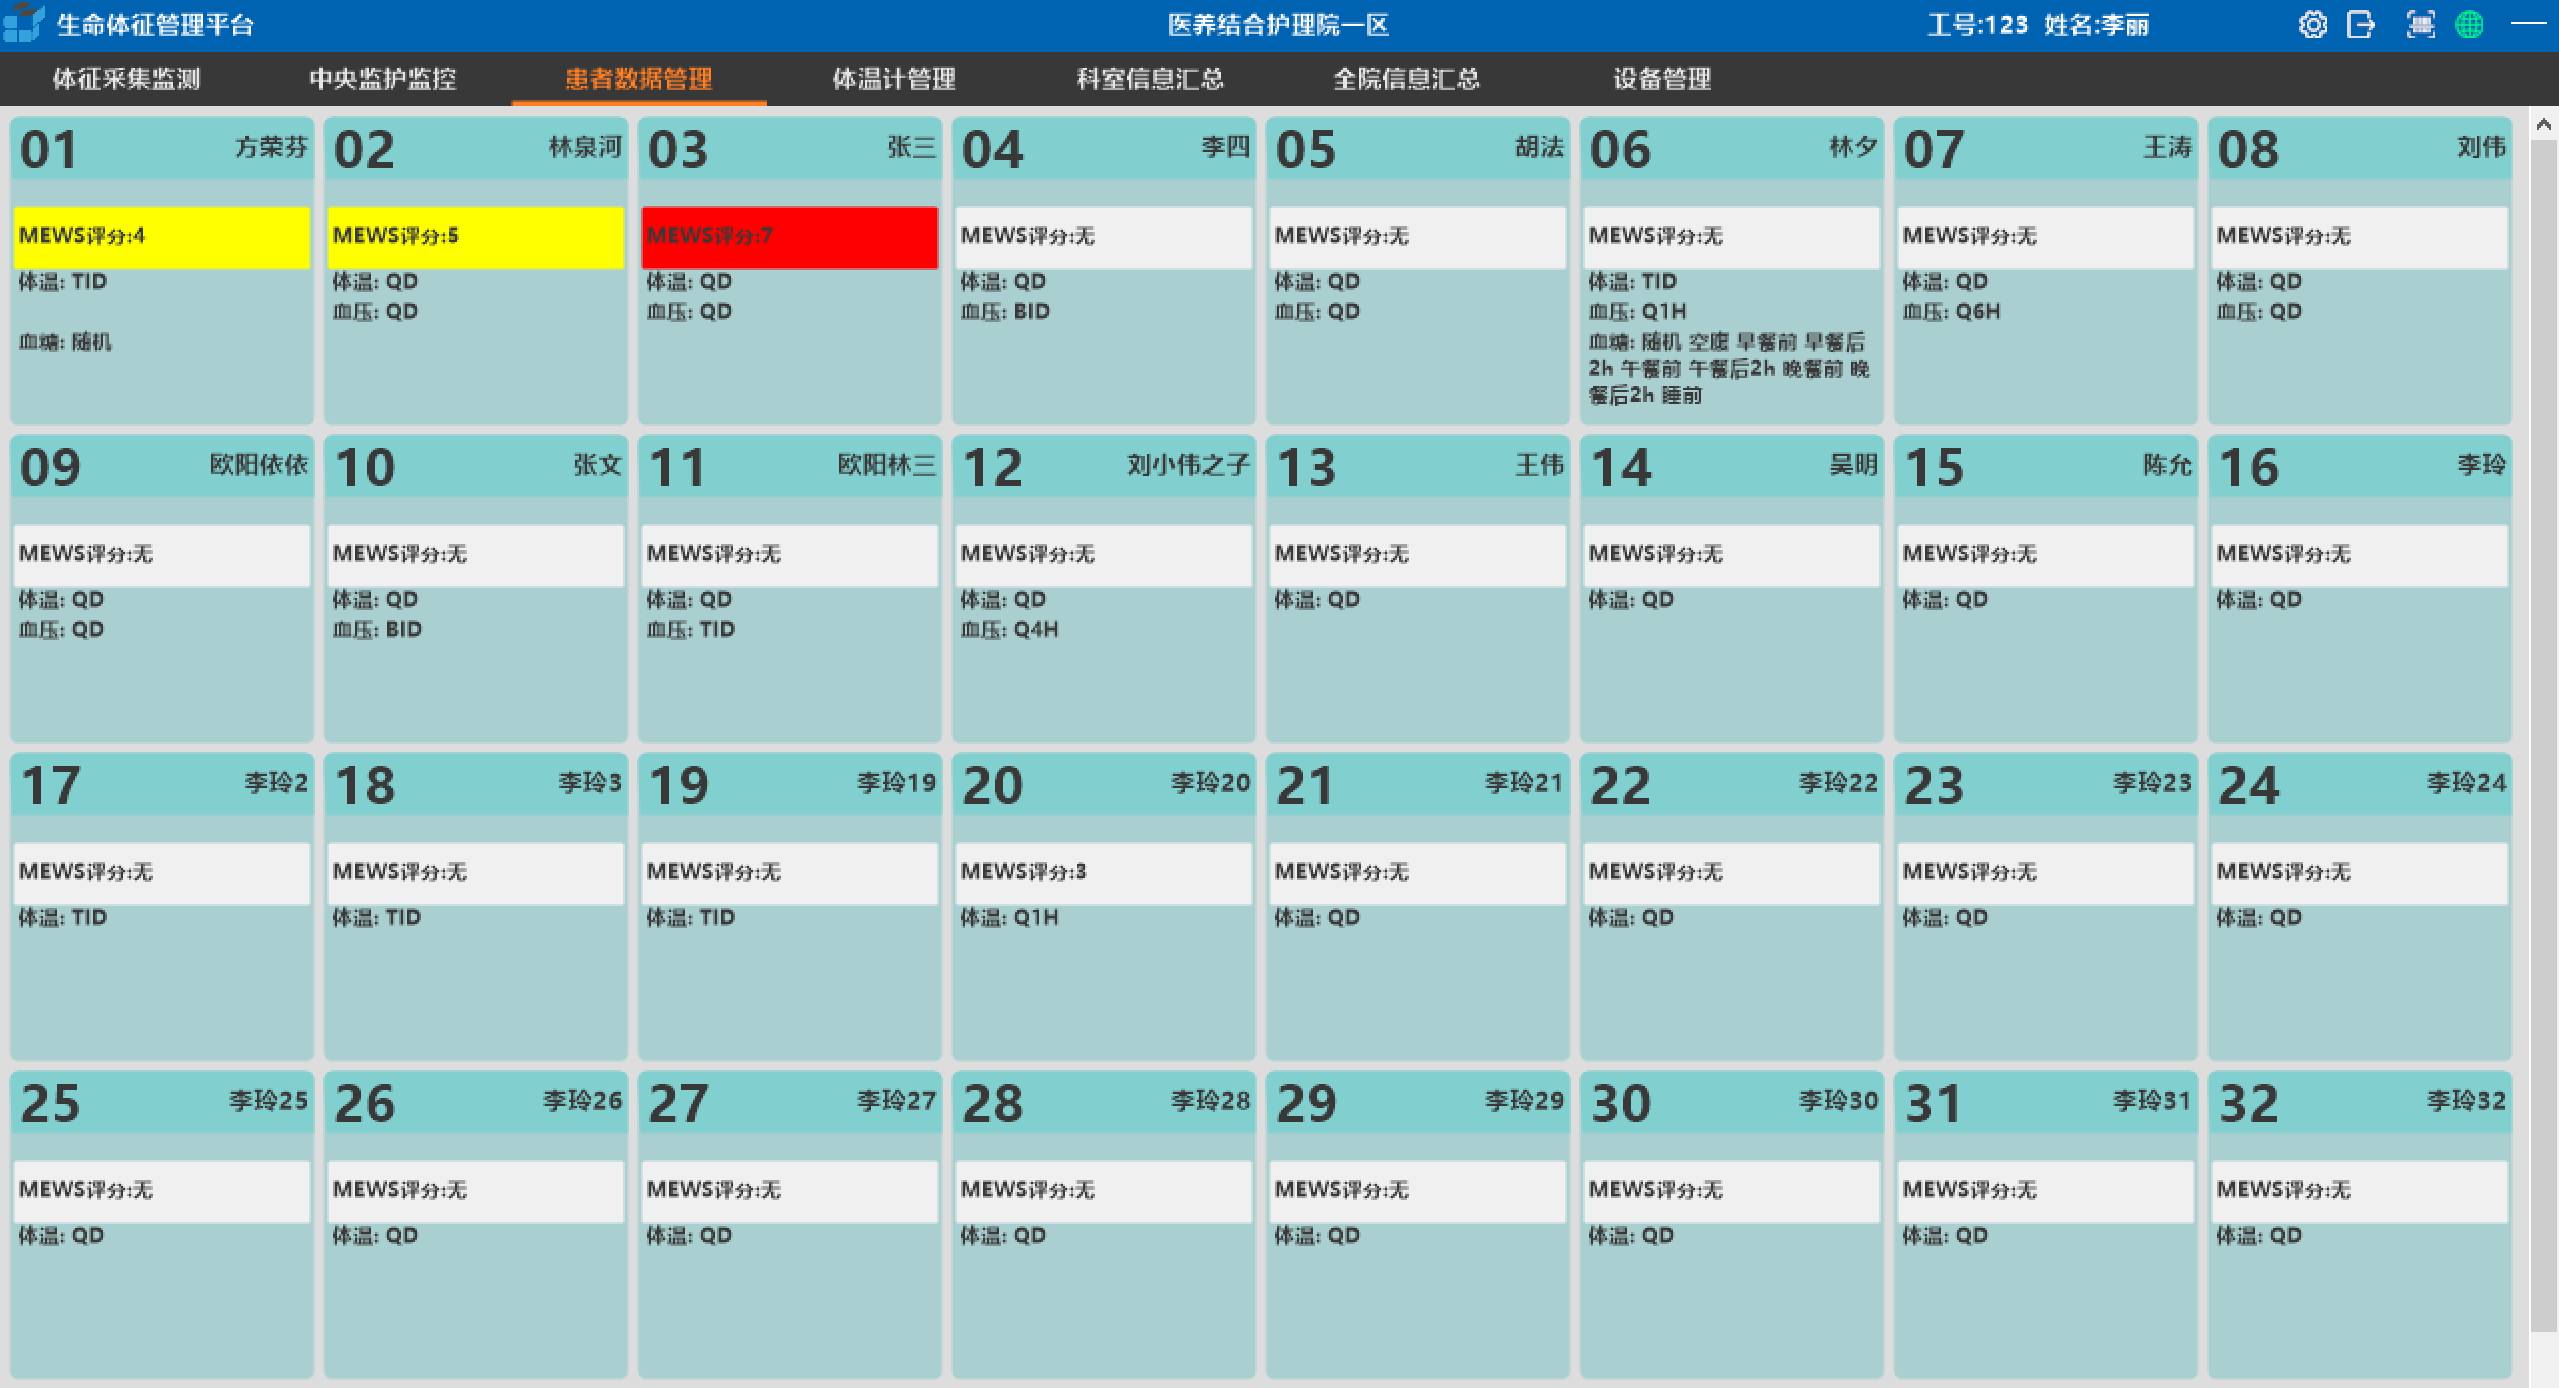 生命体征管理平台
医养结合护理院一区
工号:123 姓名:李丽
体征采集监测
中央监护监控
患者数据管理
体温计管理
科室信息汇总
全院信息汇总
设备管理
01 方荣芬
MEWS评分:4
体温: TID
血糖: 随机
02 林泉河
MEWS评分:5
体温: QD
血压: QD
03 张三
MEWS评分:7
体温: QD
血压: QD
04 李四
MEWS评分:无
体温: QD
血压: BID
05 胡法
MEWS评分:无
体温: QD
血压: QD
06 林夕
MEWS评分:无
体温: TID
血压: Q1H
血糖: 随机 空腹 早餐前 早餐后
2h 午餐前 午餐后2h 晚餐前 晚
餐后2h 睡前
07 王涛
MEWS评分:无
体温: QD
血压: Q6H
08 刘伟
MEWS评分:无
体温: QD
血压: QD
09 欧阳依依
MEWS评分:无
体温: QD
血压: QD
10 张文
MEWS评分:无
体温: QD
血压: BID
11 欧阳林三
MEWS评分:无
体温: QD
血压: TID
12 刘小伟之子
MEWS评分:无
体温: QD
血压: Q4H
13 王伟
MEWS评分:无
体温: QD
14 吴明
MEWS评分:无
体温: QD
15 陈允
MEWS评分:无
体温: QD
16 李玲
MEWS评分:无
体温: QD
17 李玲2
MEWS评分:无
体温: TID
18 李玲3
MEWS评分:无
体温: TID
19 李玲19
MEWS评分:无
体温: TID
20 李玲20
MEWS评分:3
体温: Q1H
21 李玲21
MEWS评分:无
体温: QD
22 李玲22
MEWS评分:无
体温: QD
23 李玲23
MEWS评分:无
体温: QD
24 李玲24
MEWS评分:无
体温: QD
25 李玲25
MEWS评分:无
体温: QD
26 李玲26
MEWS评分:无
体温: QD
27 李玲27
MEWS评分:无
体温: QD
28 李玲28
MEWS评分:无
体温: QD
29 李玲29
MEWS评分:无
体温: QD
30 李玲30
MEWS评分:无
体温: QD
31 李玲31
MEWS评分:无
体温: QD
32 李玲32
MEWS评分:无
体温: QD